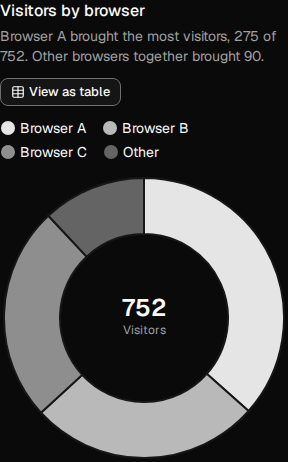 Visitors by browser
Browser A brought the most visitors, 275 of
752. Other browsers together brought 90.
View as table
Browser A
Browser B
Browser C
Other
752
Visitors